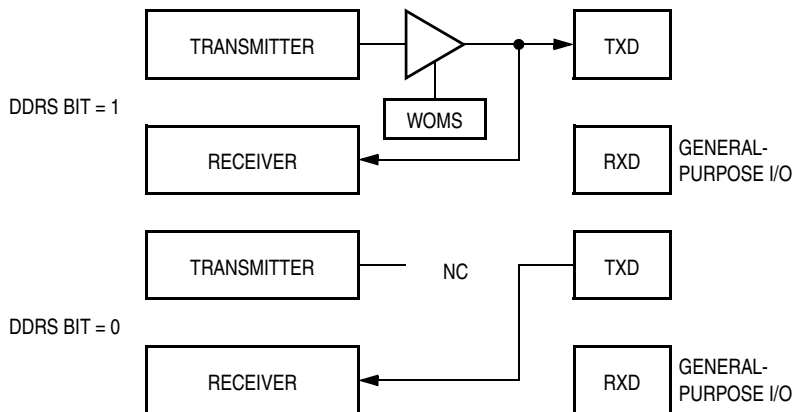 TRANSMITTER
TXD
DDRS BIT = 1
WOMS
RECEIVER
RXD
GENERAL-
PURPOSE I/O
TRANSMITTER
NC
TXD
DDRS BIT = 0
RECEIVER
RXD
GENERAL-
PURPOSE I/O